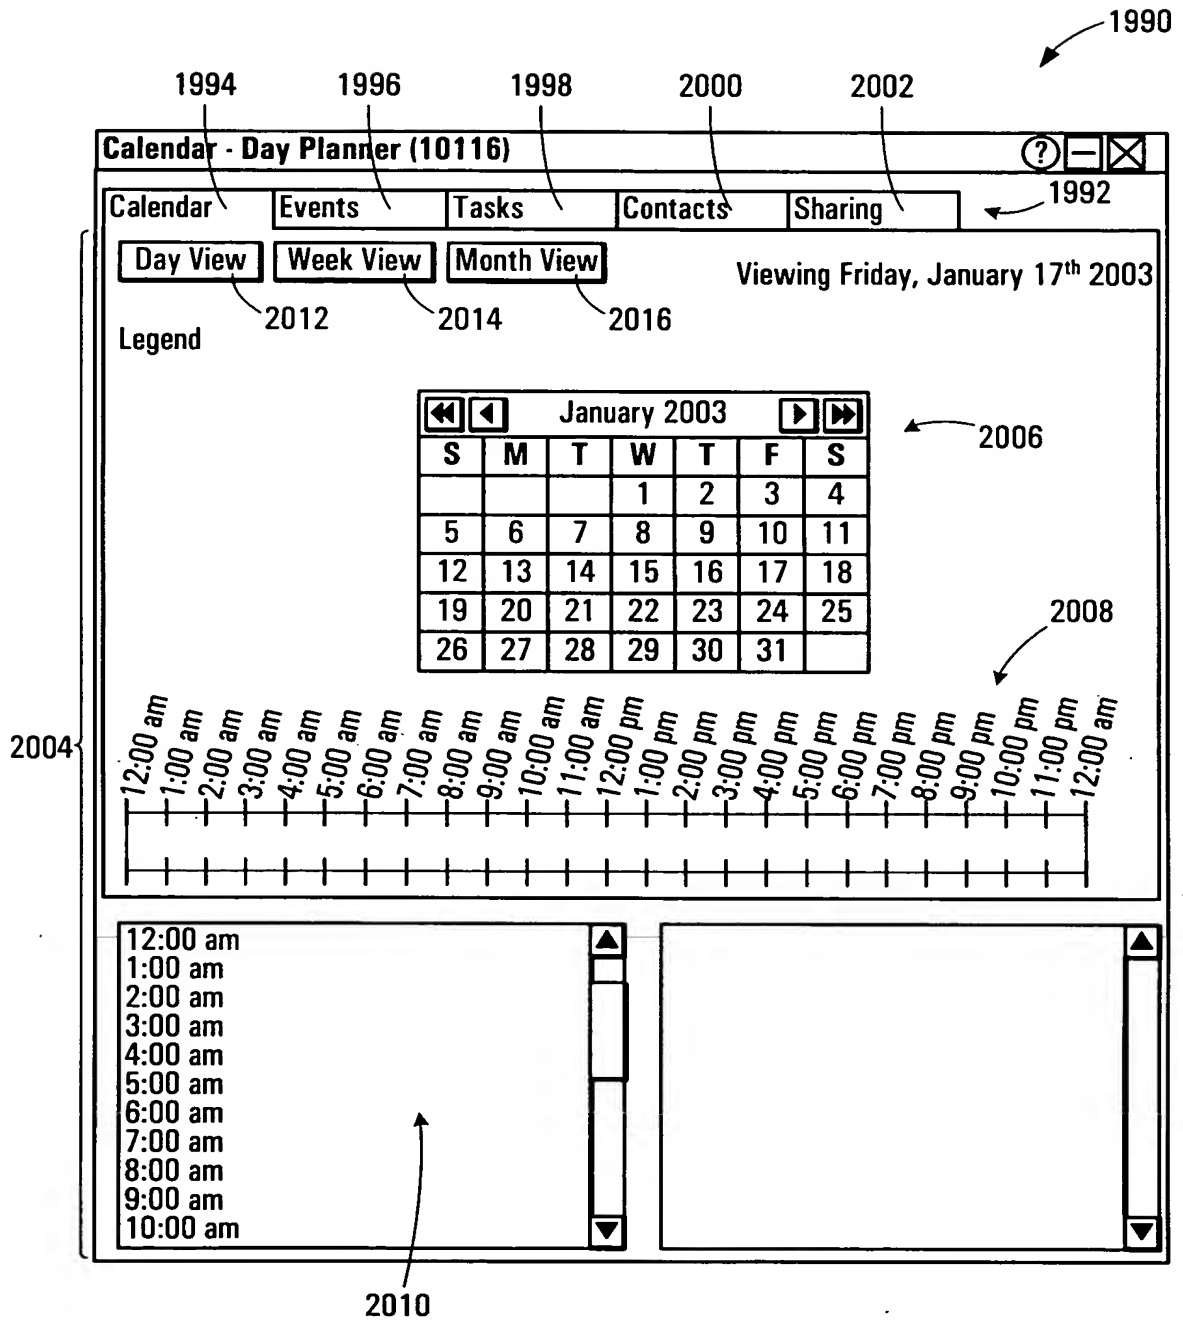 1990
1994 1996 1998 2000 2002
Calendar - Day Planner (10116) ?
1992
Calendar Events Tasks Contacts Sharing
Day View Week View Month View
Viewing Friday, January 17th 2003
2012 2014 2016
Legend
January 2003
2006
S M T W T F S
1 2 3 4
5 6 7 8 9 10 11
12 13 14 15 16 17 18
19 20 21 22 23 24 25
26 27 28 29 30 31
2008
2004
12:00 am 1:00 am 2:00 am 3:00 am 4:00 am 5:00 am 6:00 am 7:00 am 8:00 am 9:00 am 10:00 am 11:00 am 12:00 pm 1:00 pm 2:00 pm 3:00 pm 4:00 pm 5:00 pm 6:00 pm 7:00 pm 8:00 pm 9:00 pm 10:00 pm 11:00 pm 12:00 am
12:00 am
1:00 am
2:00 am
3:00 am
4:00 am
5:00 am
6:00 am
7:00 am
8:00 am
9:00 am
10:00 am
2010